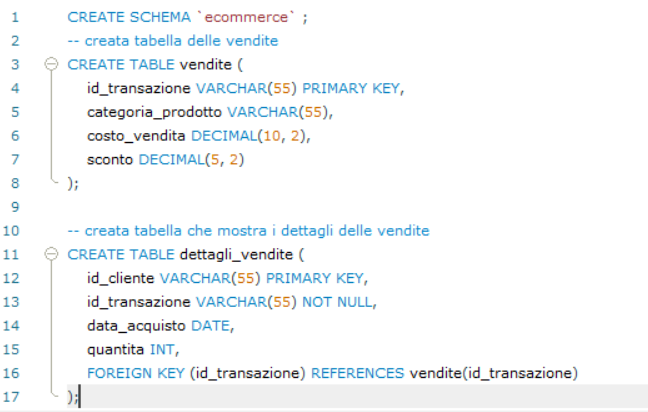 1 CREATE SCHEMA `ecommerce` ;
2 -- creata tabella delle vendite
3 CREATE TABLE vendite (
4 id_transazione VARCHAR(55) PRIMARY KEY,
5 categoria_prodotto VARCHAR(55),
6 costo_vendita DECIMAL(10, 2),
7 sconto DECIMAL(5, 2)
8 );
9
10 -- creata tabella che mostra i dettagli delle vendite
11 CREATE TABLE dettagli_vendite (
12 id_cliente VARCHAR(55) PRIMARY KEY,
13 id_transazione VARCHAR(55) NOT NULL,
14 data_acquisto DATE,
15 quantita INT,
16 FOREIGN KEY (id_transazione) REFERENCES vendite(id_transazione)
17 );